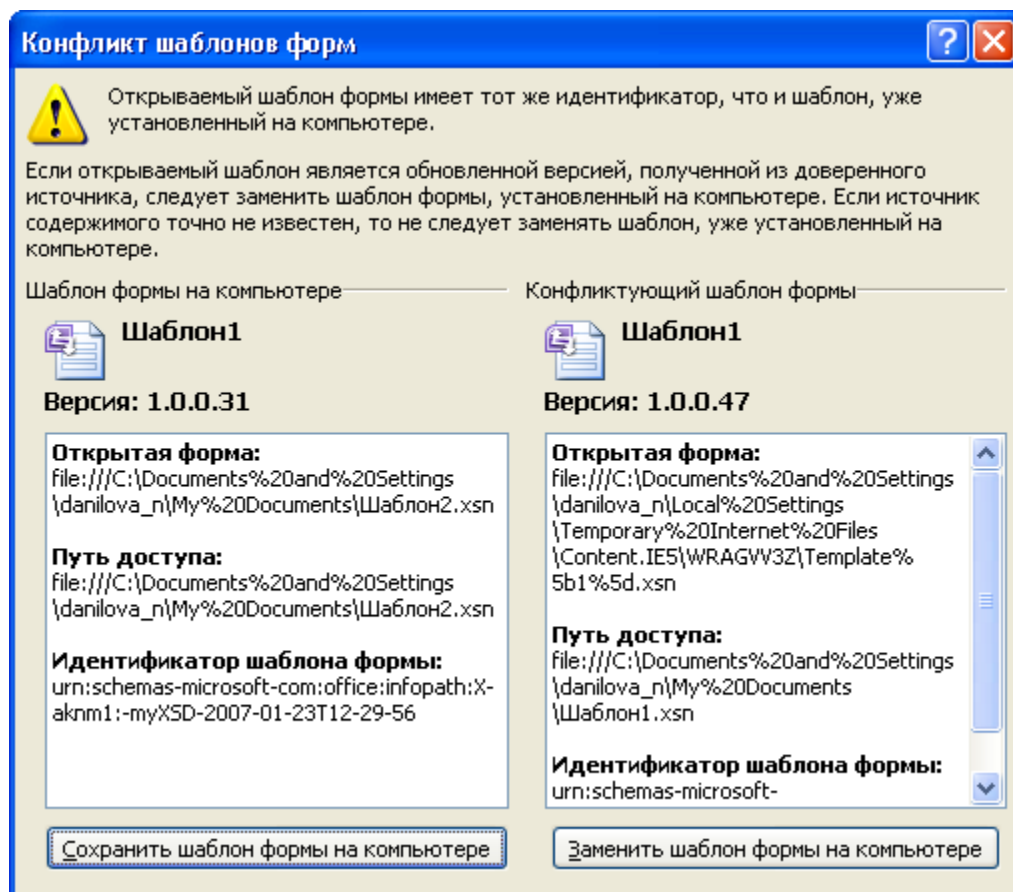 Конфликт шаблонов форм
Открываемый шаблон формы имеет тот же идентификатор, что и шаблон, уже
установленный на компьютере.
Если открываемый шаблон является обновленной версией, полученной из доверенного
источника, следует заменить шаблон формы, установленный на компьютере. Если источник
содержимого точно не известен, то не следует заменять шаблон, уже установленный на
компьютере.
Шаблон формы на компьютере
Шаблон1
Версия: 1.0.0.31
Открытая форма:
file:///C:\Documents%20and%20Settings
\danilova_n\My%20Documents\Шаблон2.xsn
Путь доступа:
file:///C:\Documents%20and%20Settings
\danilova_n\My%20Documents\Шаблон2.xsn
Идентификатор шаблона формы:
urn:schemas-microsoft-com:office:infopath:X-
aknm1:-myXSD-2007-01-23T12-29-56
Сохранить шаблон формы на компьютере
Конфликтующий шаблон формы
Шаблон1
Версия: 1.0.0.47
Открытая форма:
file:///C:\Documents%20and%20Settings
\danilova_n\Local%20Settings
\Temporary%20Internet%20Files
\Content.IE5\WRAGVV3Z\Template%
5b1%5d.xsn
Путь доступа:
file:///C:\Documents%20and%20Settings
\danilova_n\My%20Documents
\Шаблон1.xsn
Идентификатор шаблона формы:
urn:schemas-microsoft-
Заменить шаблон формы на компьютере